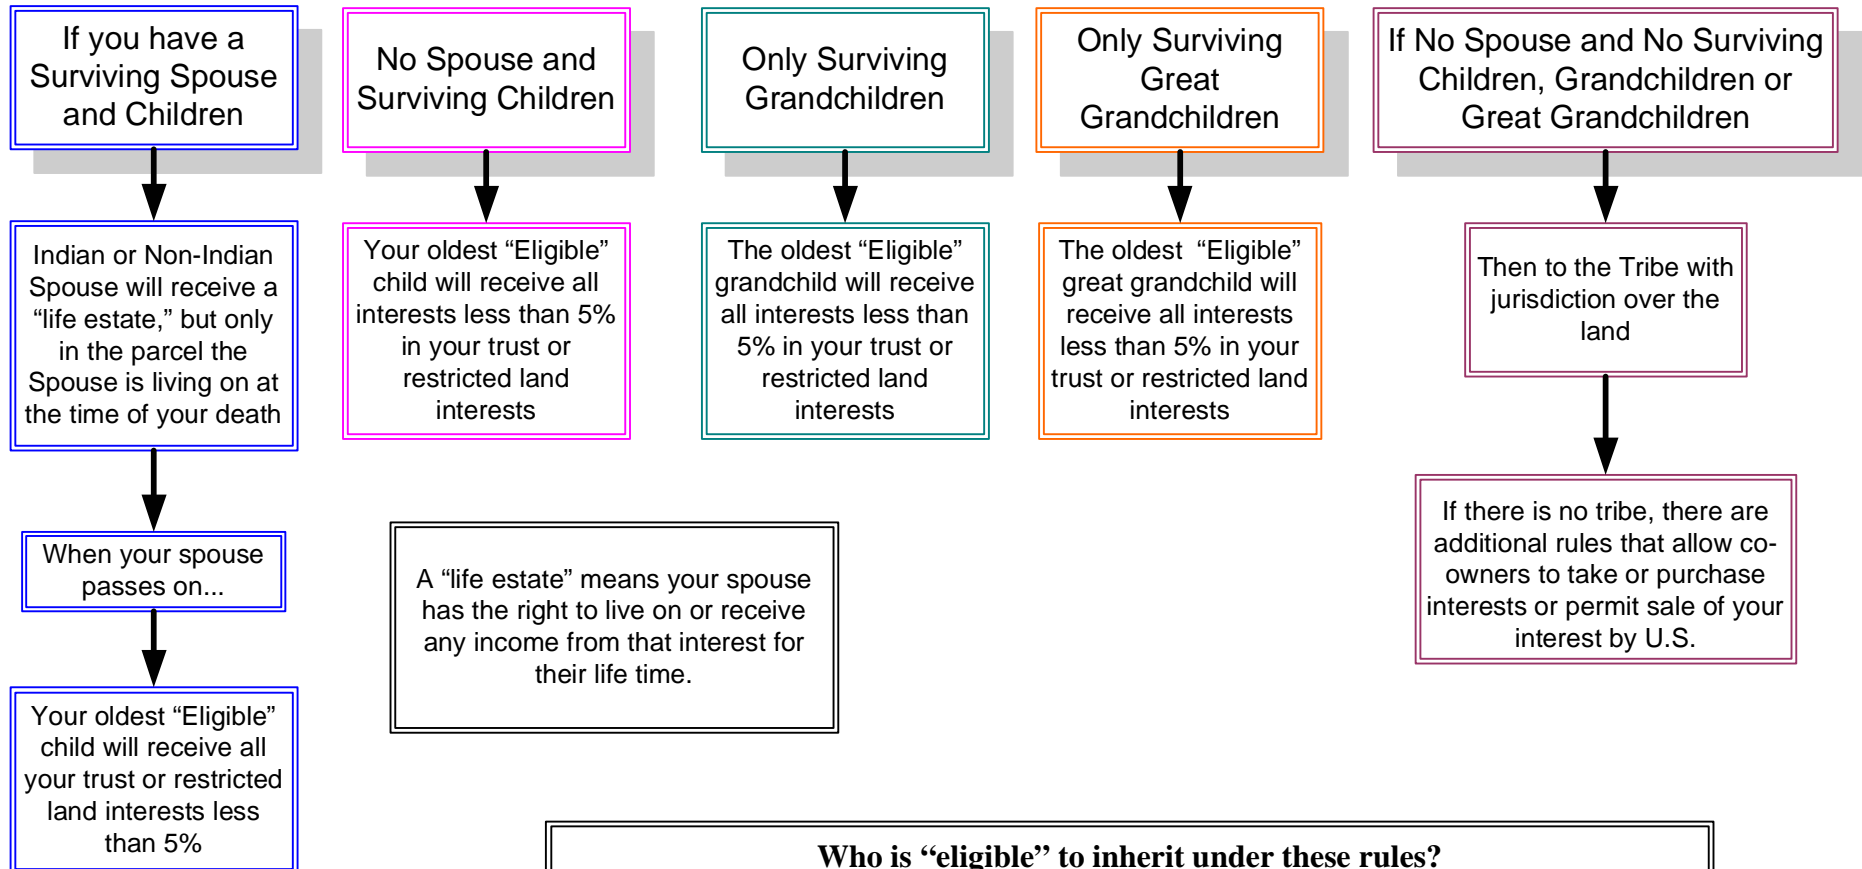 If you have a
Surviving Spouse
and Children
Indian or Non-Indian
Spouse will receive a
“life estate,” but only
in the parcel the
Spouse is living on at
the time of your death
When your spouse
passes on...
Your oldest “Eligible”
child will receive all
your trust or restricted
land interests less
than 5%
No Spouse and
Surviving Children
Your oldest “Eligible”
child will receive all
interests less than 5%
in your trust or
restricted land
interests
Only Surviving
Grandchildren
The oldest “Eligible”
grandchild will receive
all interests less than
5% in your trust or
restricted land
interests
Only Surviving
Great
Grandchildren
The oldest “Eligible”
great grandchild will
receive all interests
less than 5% in your
trust or restricted land
interests
If No Spouse and No Surviving
Children, Grandchildren or
Great Grandchildren
Then to the Tribe with
jurisdiction over the
land
If there is no tribe, there are
additional rules that allow co-
owners to take or purchase
interests or permit sale of your
interest by U.S.
A “life estate” means your spouse
has the right to live on or receive
any income from that interest for
their life time.
Who is “eligible” to inherit under these rules?